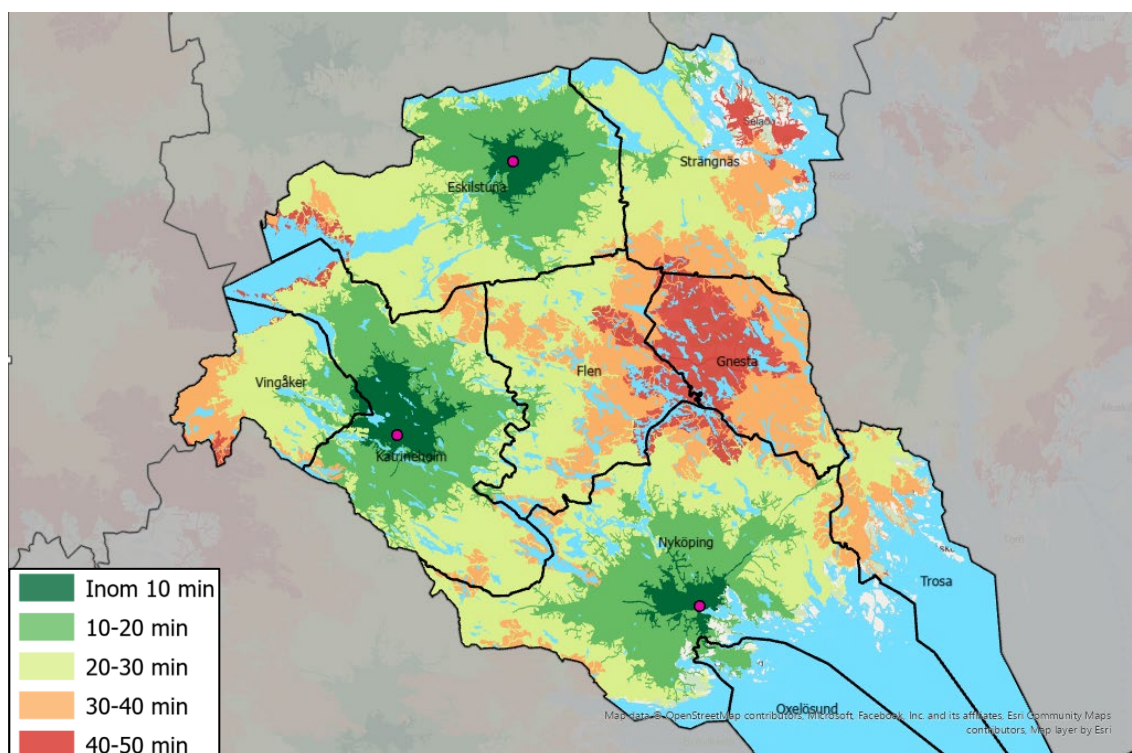 Selaö
Strängnäs
Eskilstuna
Vingåker
Flen
Gnesta
Katrineholm
Nyköping
Trosa
Oxelösund
Inom 10 min
10-20 min
20-30 min
30-40 min
40-50 min
Map data © OpenStreetMap contributors, Microsoft, Facebook, Inc. and its affiliates, Esri Community Maps
contributors, Map layer by Esri